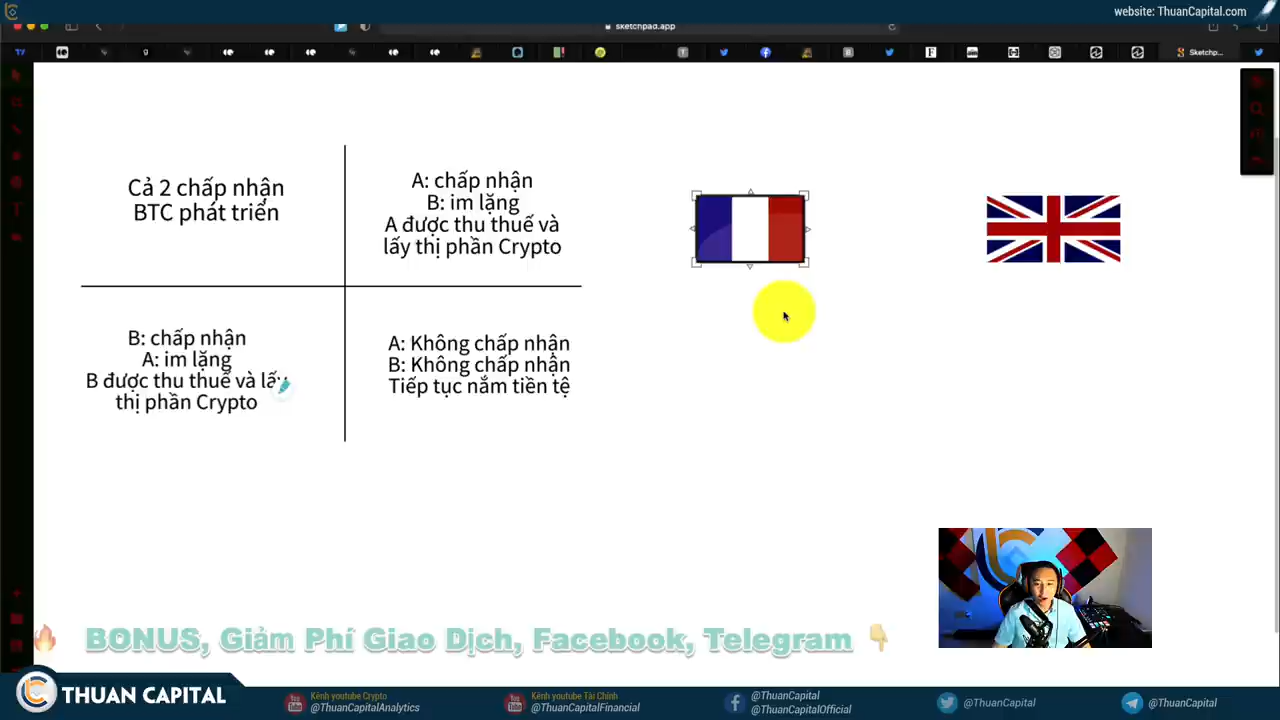 website: ThuanCapital.com
sketchpad.app
Sketchp...
Cả 2 chấp nhận
BTC phát triển
A: chấp nhận
B: im lặng
A được thu thuế và
lấy thị phần Crypto
B: chấp nhận
A: im lặng
B được thu thuế và lấy
thị phần Crypto
A: Không chấp nhận
B: Không chấp nhận
Tiếp tục nắm tiền tệ
BONUS, Giảm Phí Giao Dịch, Facebook, Telegram
THUAN CAPITAL
Kênh youtube Crypto
@ThuanCapitalAnalytics
Kênh youtube Tài Chính
@ThuanCapitalFinancial
@ThuanCapital
@ThuanCapitalOfficial
@ThuanCapital
@ThuanCapital